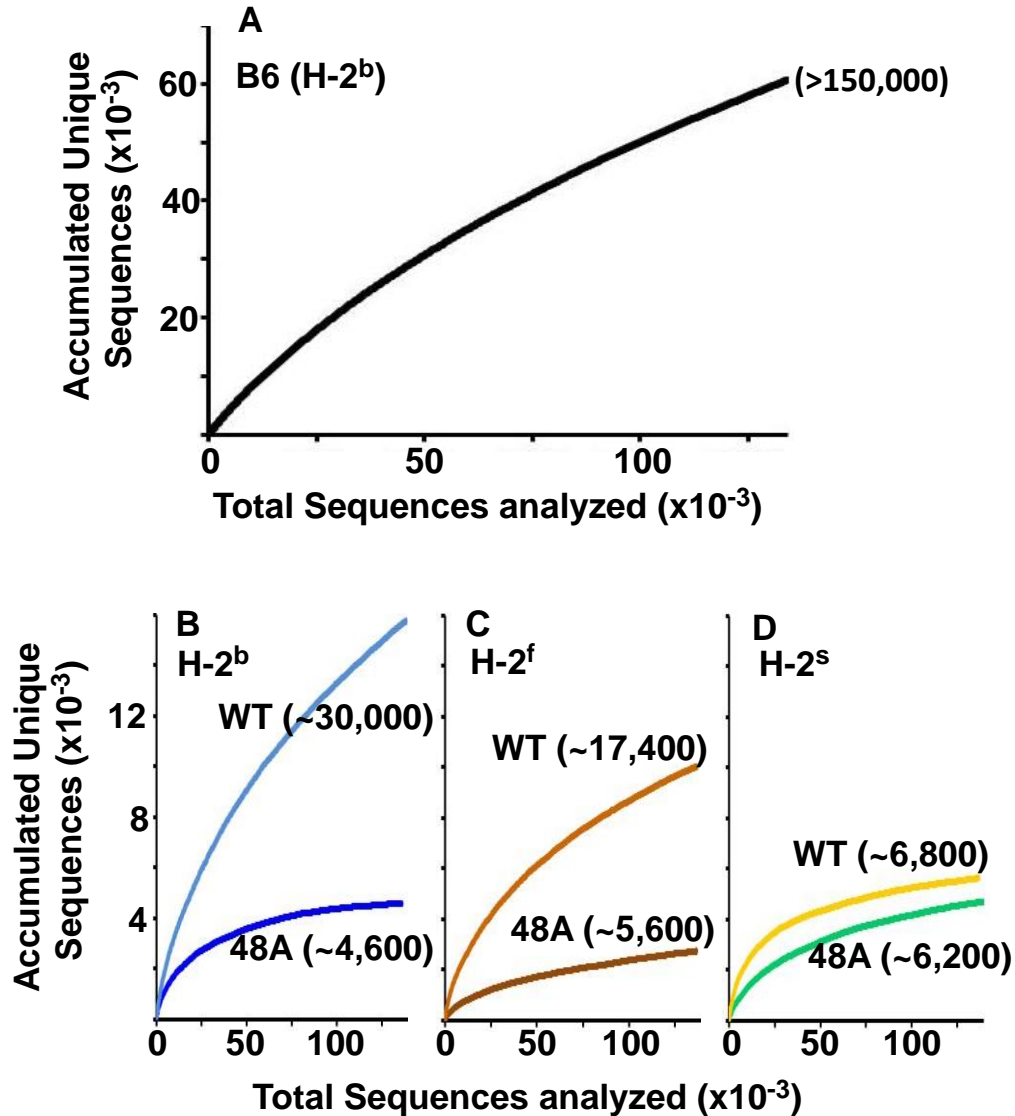 A
B6 (H-2b)
(>150,000)
Accumulated Unique
Sequences (x10-3)
60
40
20
0
50
100
Total Sequences analyzed (x10-3)
B
H-2b
WT (~30,000)
48A (~4,600)
C
H-2f
WT (~17,400)
48A (~5,600)
D
H-2s
WT (~6,800)
48A (~6,200)
Accumulated Unique
Sequences (x10-3)
12
8
4
0
50
100
0
50
100
0
50
100
Total Sequences analyzed (x10-3)